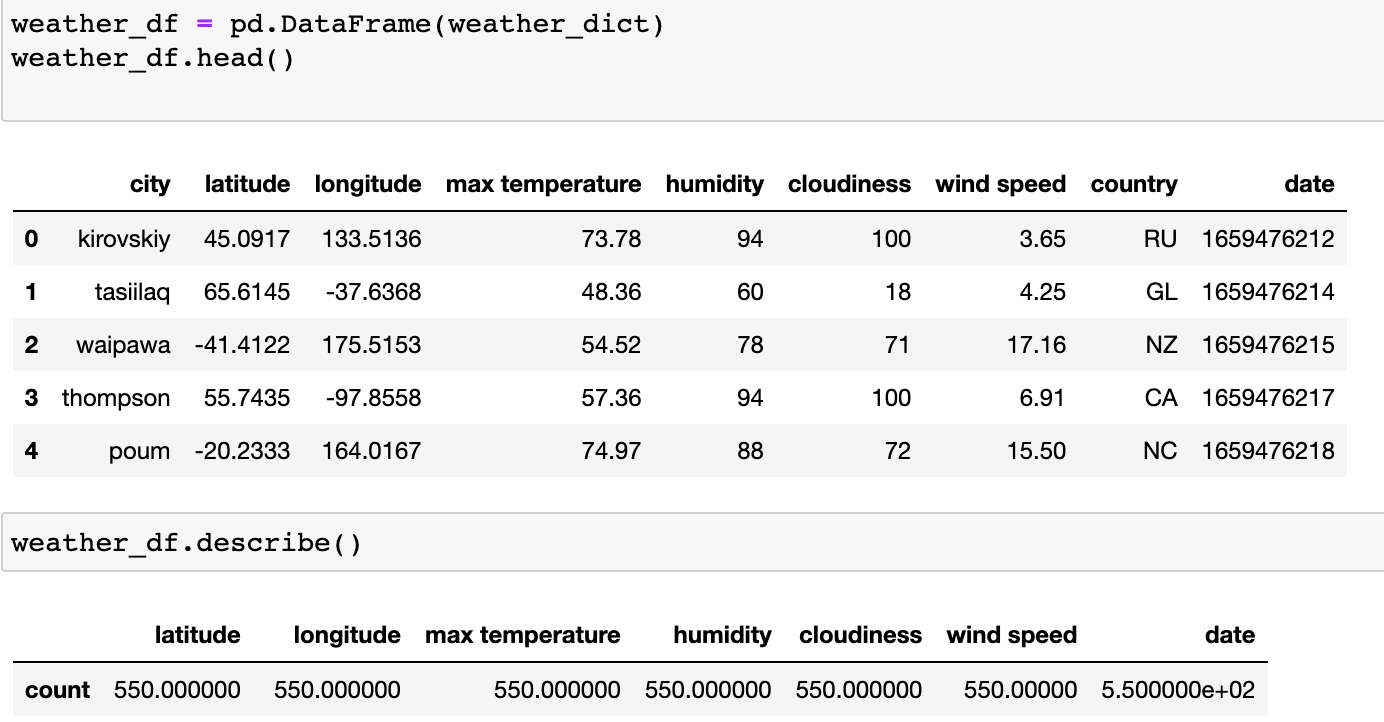 weather_df = pd.DataFrame(weather_dict)
weather_df.head()
city latitude longitude max temperature humidity cloudiness wind speed country date
0 kirovskiy 45.0917 133.5136 73.78 94 100 3.65 RU 1659476212
1 tasiilaq 65.6145 -37.6368 48.36 60 18 4.25 GL 1659476214
2 waipawa -41.4122 175.5153 54.52 78 71 17.16 NZ 1659476215
3 thompson 55.7435 -97.8558 57.36 94 100 6.91 CA 1659476217
4 poum -20.2333 164.0167 74.97 88 72 15.50 NC 1659476218
weather_df.describe()
latitude longitude max temperature humidity cloudiness wind speed date
count 550.000000 550.000000 550.000000 550.000000 550.000000 550.00000 5.500000e+02